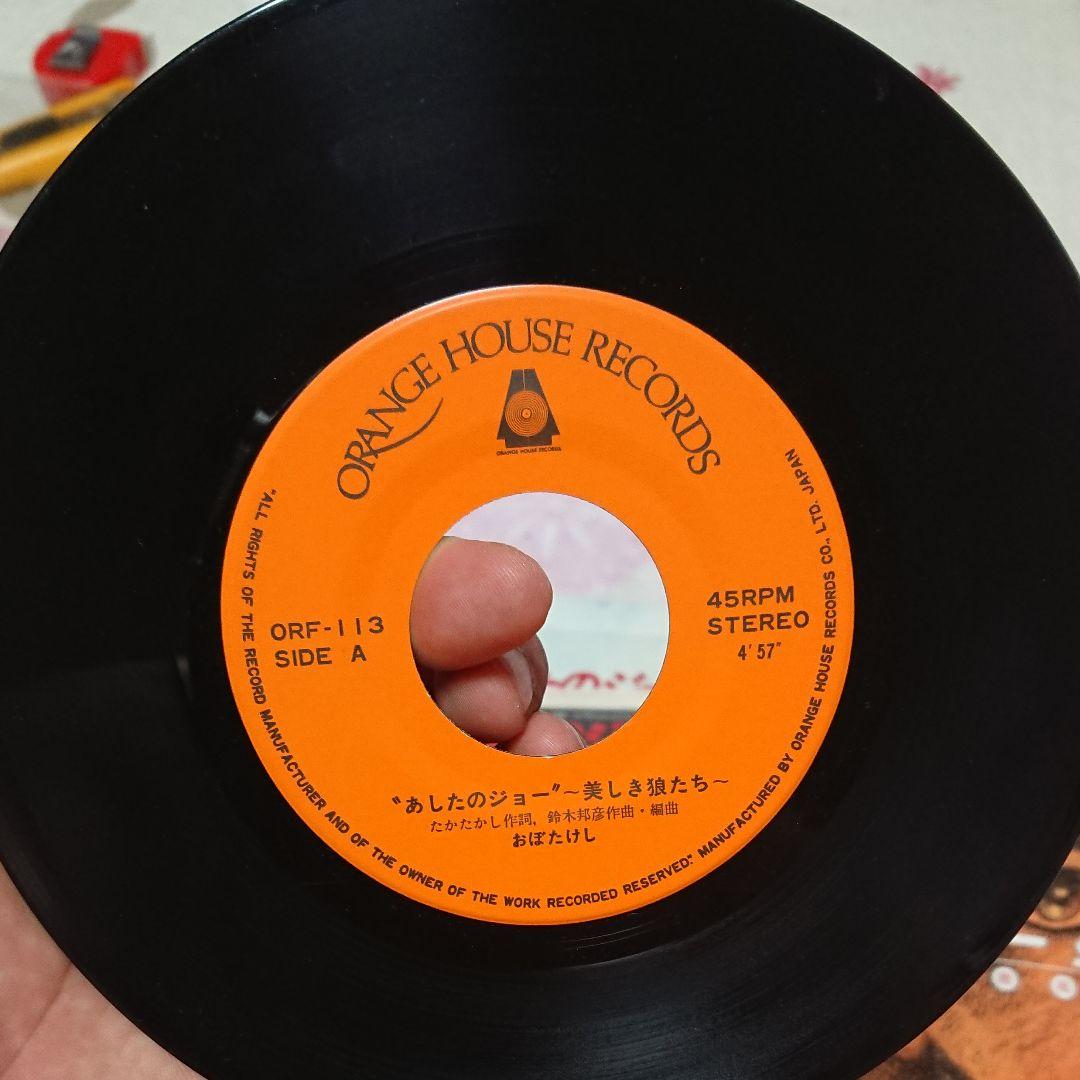 ORANGE HOUSE RECORDS
ORANGE HOUSE RECORDS
ORF-113
SIDE A
45RPM
STEREO
4'57"
“あしたのジョー”～美しき狼たち～
たかたかし作詞，鈴木邦彦作曲・編曲
おぼたけし
"ALL RIGHTS OF THE RECORD MANUFACTURER AND OF THE OWNER OF THE WORK RECORDED RESERVED." MANUFACTURED BY ORANGE HOUSE RECORDS CO., LTD. JAPAN